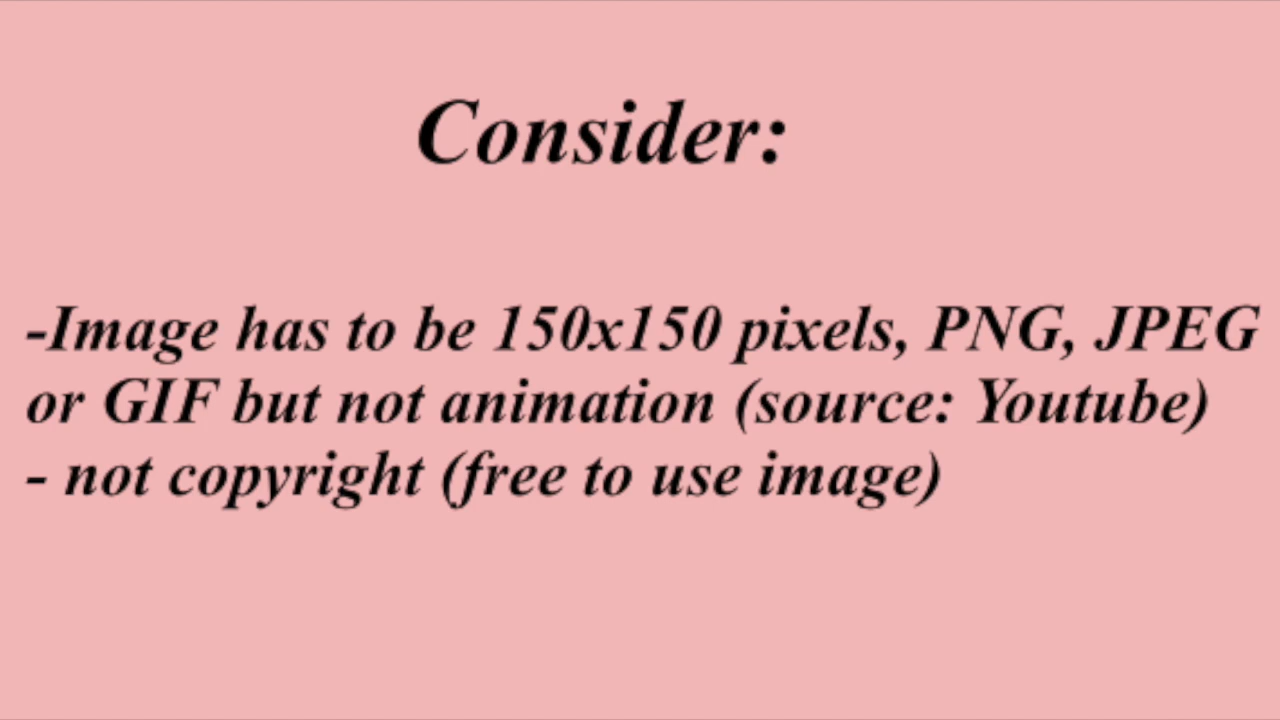 Consider:
-Image has to be 150x150 pixels, PNG, JPEG
or GIF but not animation (source: Youtube)
- not copyright (free to use image)